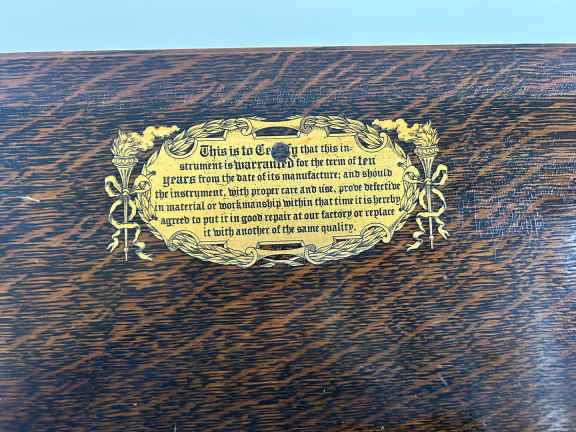 This is to Certify that this in-
strument is warranted for the term of ten
years from the date of its manufacture; and should
the instrument, with proper care and use, prove defective
in material or workmanship within that time it is hereby
agreed to put it in good repair at our factory or replace
it with another of the same quality.